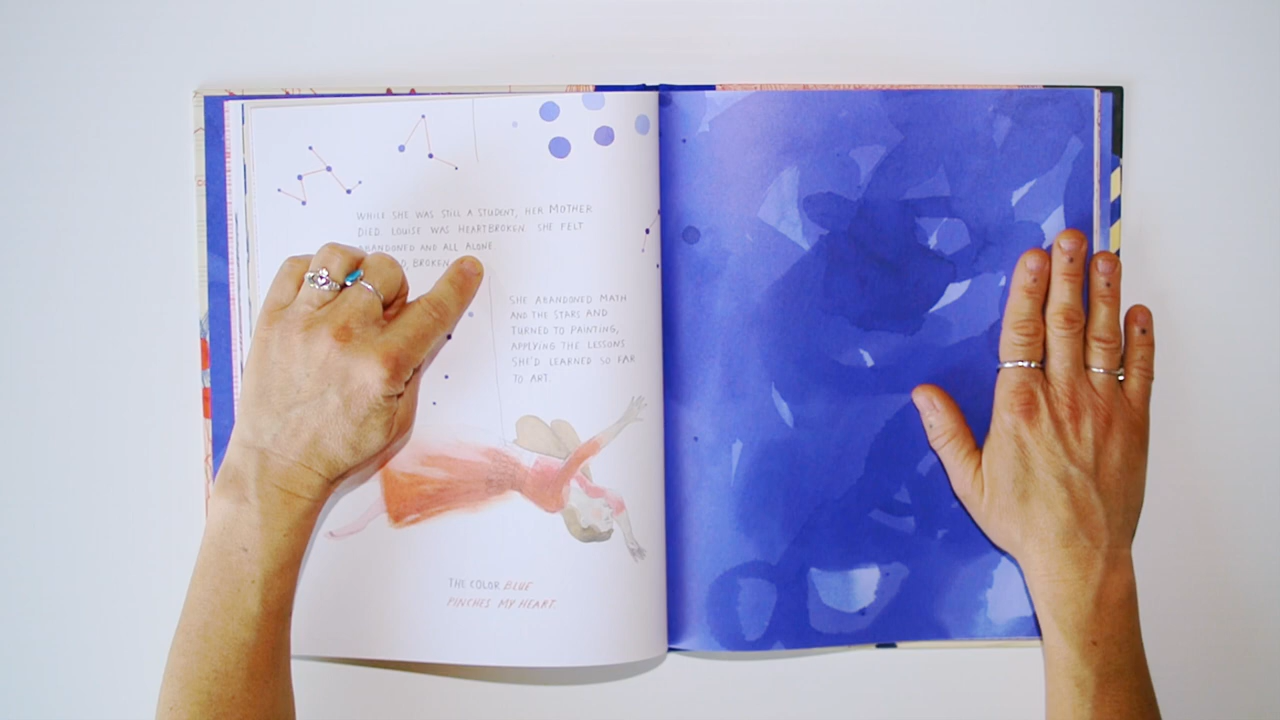 WHILE SHE WAS STILL A STUDENT, HER MOTHER
DIED. LOUISE WAS HEARTBROKEN. SHE FELT
ABANDONED AND ALL ALONE
BROKEN
SHE ABANDONED MATH
AND THE STARS AND
TURNED TO PAINTING,
APPLYING THE LESSONS
SHE'D LEARNED SO FAR
TO ART.
THE COLOR BLUE
PINCHES MY HEART